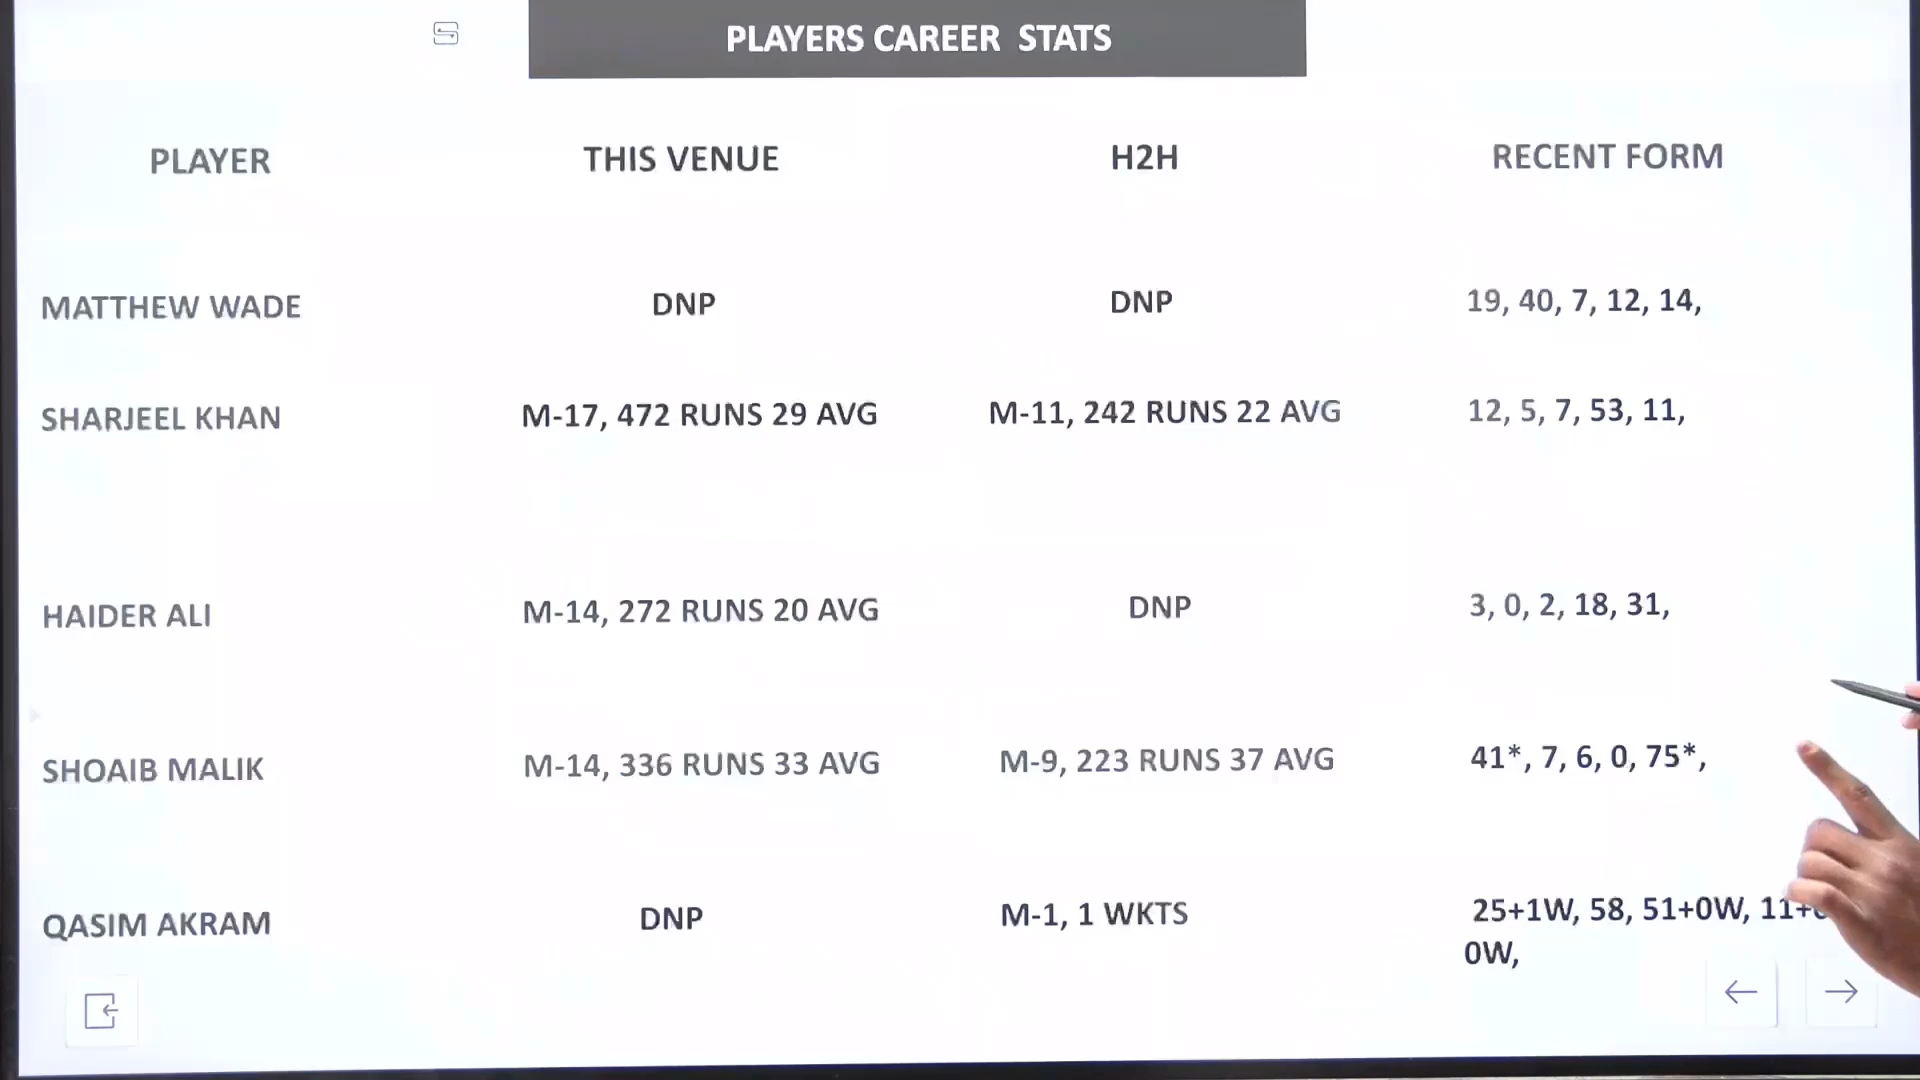 PLAYERS CAREER STATS
PLAYER THIS VENUE H2H RECENT FORM
MATTHEW WADE DNP DNP 19, 40, 7, 12, 14,
SHARJEEL KHAN M-17, 472 RUNS 29 AVG M-11, 242 RUNS 22 AVG 12, 5, 7, 53, 11,
HAIDER ALI M-14, 272 RUNS 20 AVG DNP 3, 0, 2, 18, 31,
SHOAIB MALIK M-14, 336 RUNS 33 AVG M-9, 223 RUNS 37 AVG 41*, 7, 6, 0, 75*,
QASIM AKRAM DNP M-1, 1 WKTS 25+1W, 58, 51+0W,
0W,